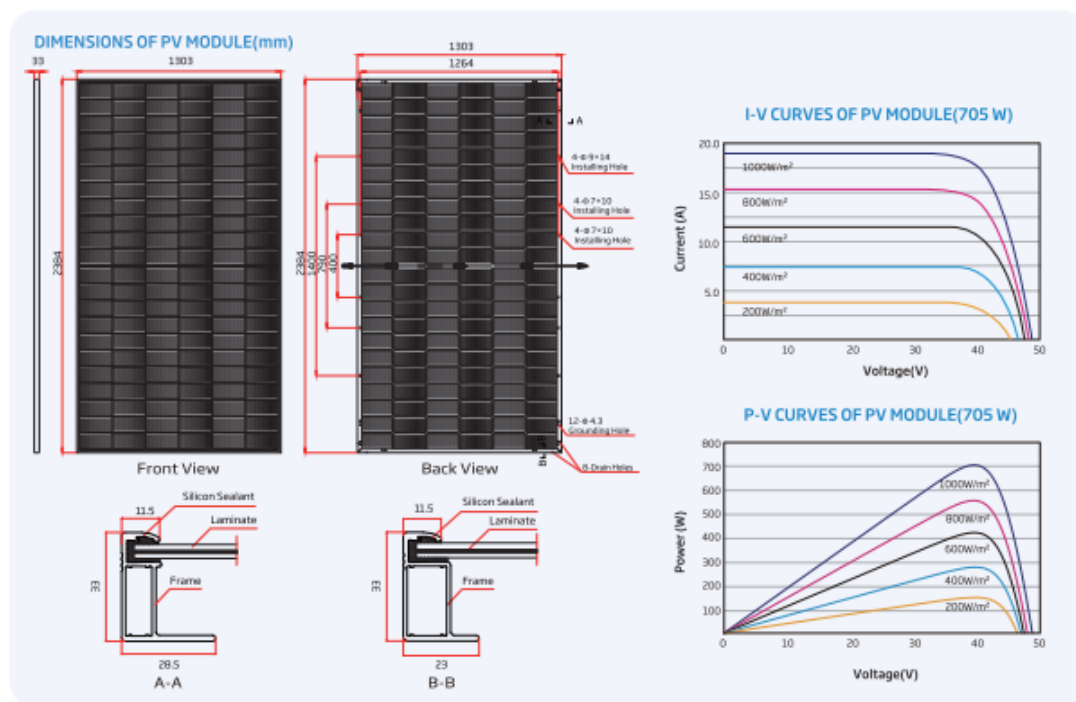 DIMENSIONS OF PV MODULE(mm)
33
1303
2384
Front View
1303
1264
2384
1400
790
400
A
A
4-Φ9×14
Installing Hole
4-Φ7×10
Installing Hole
4-Φ7×10
Installing Hole
12-Φ4.3
Grounding Hole
8-Drain Holes
B
Back View
11.5
Silicon Sealant
Laminate
Frame
33
28.5
A-A
11.5
Silicon Sealant
Laminate
Frame
33
23
B-B
I-V CURVES OF PV MODULE(705 W)
Current (A)
20.0
15.0
10.0
5.0
1000W/m²
800W/m²
600W/m²
400W/m²
200W/m²
0 10 20 30 40 50
Voltage(V)
P-V CURVES OF PV MODULE(705 W)
Power (W)
800
700
600
500
400
300
200
100
1000W/m²
800W/m²
600W/m²
400W/m²
200W/m²
0 10 20 30 40 50
Voltage(V)